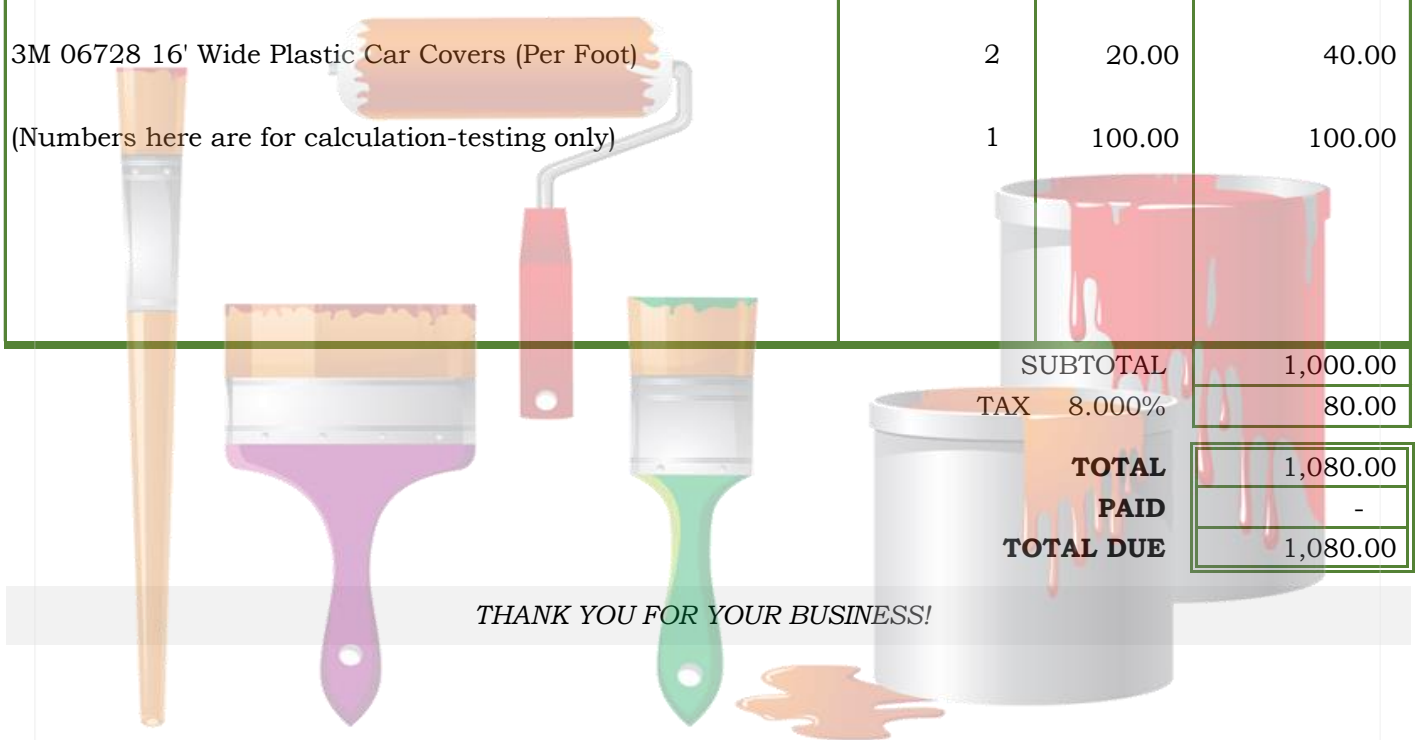 3M 06728 16' Wide Plastic Car Covers (Per Foot) 2 20.00 40.00
(Numbers here are for calculation-testing only) 1 100.00 100.00
SUBTOTAL 1,000.00
TAX 8.000% 80.00
TOTAL 1,080.00
PAID -
TOTAL DUE 1,080.00
THANK YOU FOR YOUR BUSINESS!